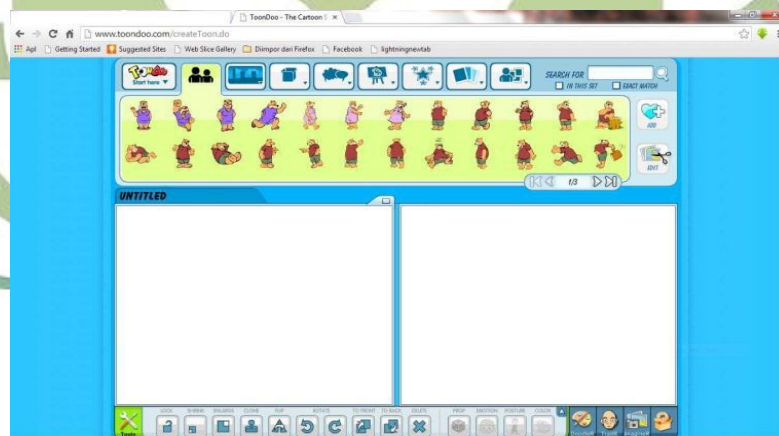 ToonDoo - The Cartoon S
www.toondoo.com/createToon.do
Apl Getting Started Suggested Sites Web Slice Gallery Diimpor dari Firefox Facebook lightningnewtab
Start here
SEARCH FOR
IN THIS SET EXACT MATCH
ADD
EDIT
1/3
UNTITLED
LOCK SHRINK ENLARGE CLONE FLIP ROTATE TO FRONT TO BACK DELETE PROP EMOTION POSTURE COLOR
Tools